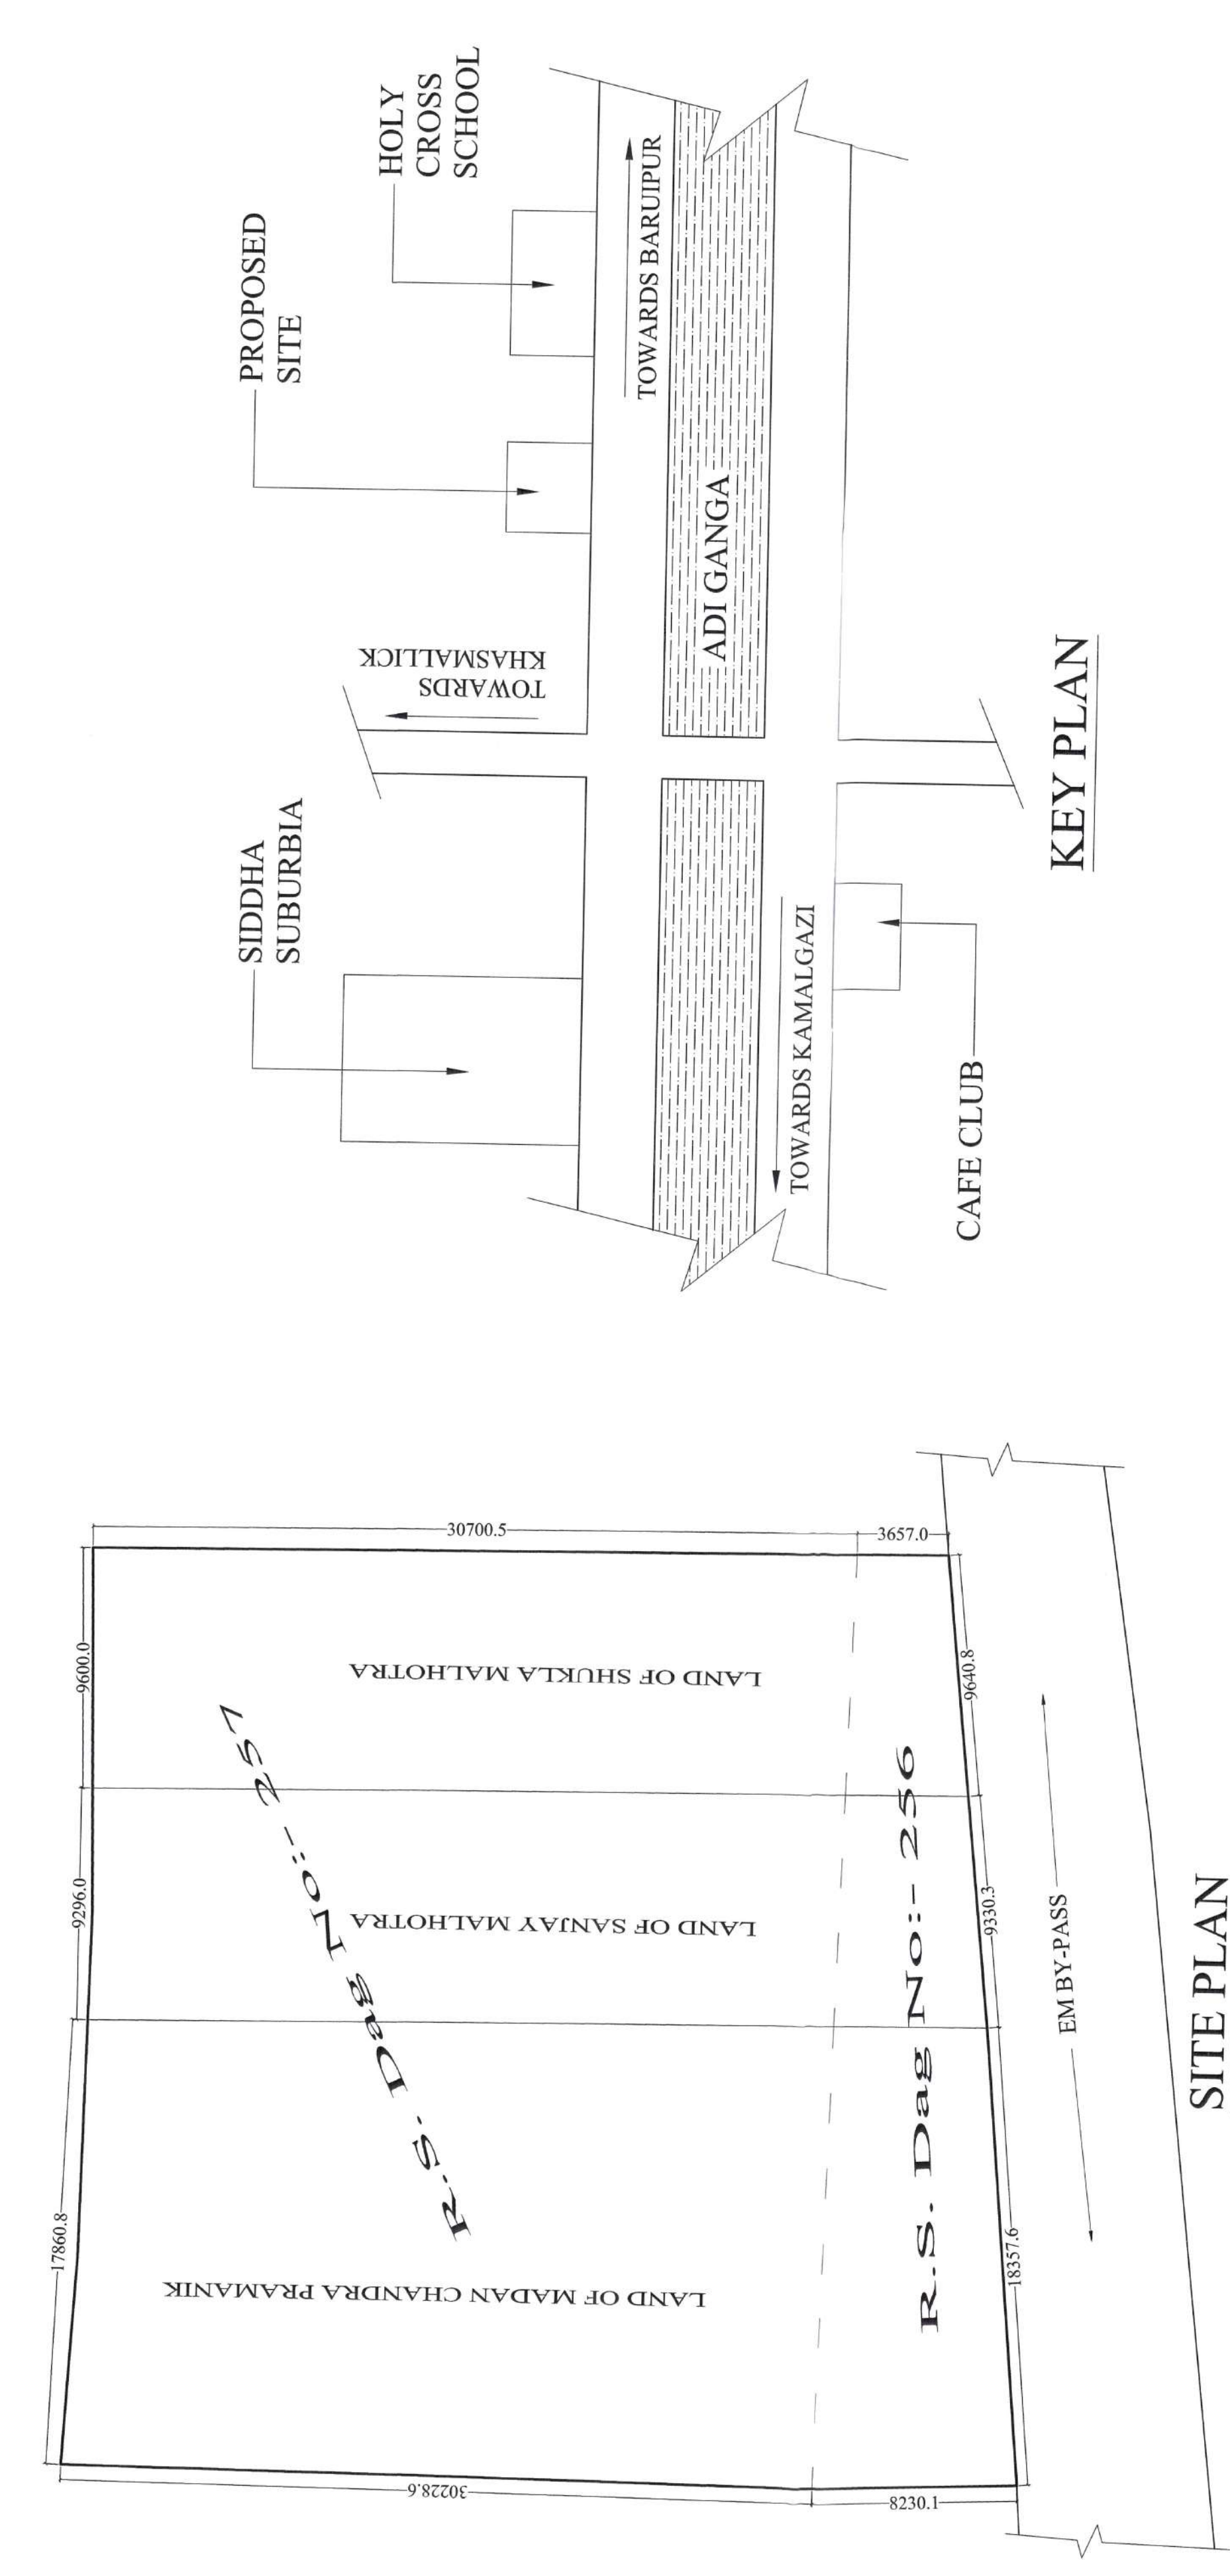 17860.8
9296.0
9600.0
30228.6
30700.5
LAND OF MADAN CHANDRA PRAMANIK
LAND OF SANJAY MALHOTRA
LAND OF SHUKLA MALHOTRA
R.S. Dag No:- 257
8230.1
3657.0
R.S. Dag No:- 256
18357.6
9330.3
9640.8
EM BY-PASS
SITE PLAN
SIDDHA
SUBURBIA
PROPOSED
SITE
HOLY
CROSS
SCHOOL
TOWARDS
KHASMALLICK
TOWARDS BARUIPUR
ADI GANGA
TOWARDS KAMALGAZI
CAFE CLUB
KEY PLAN